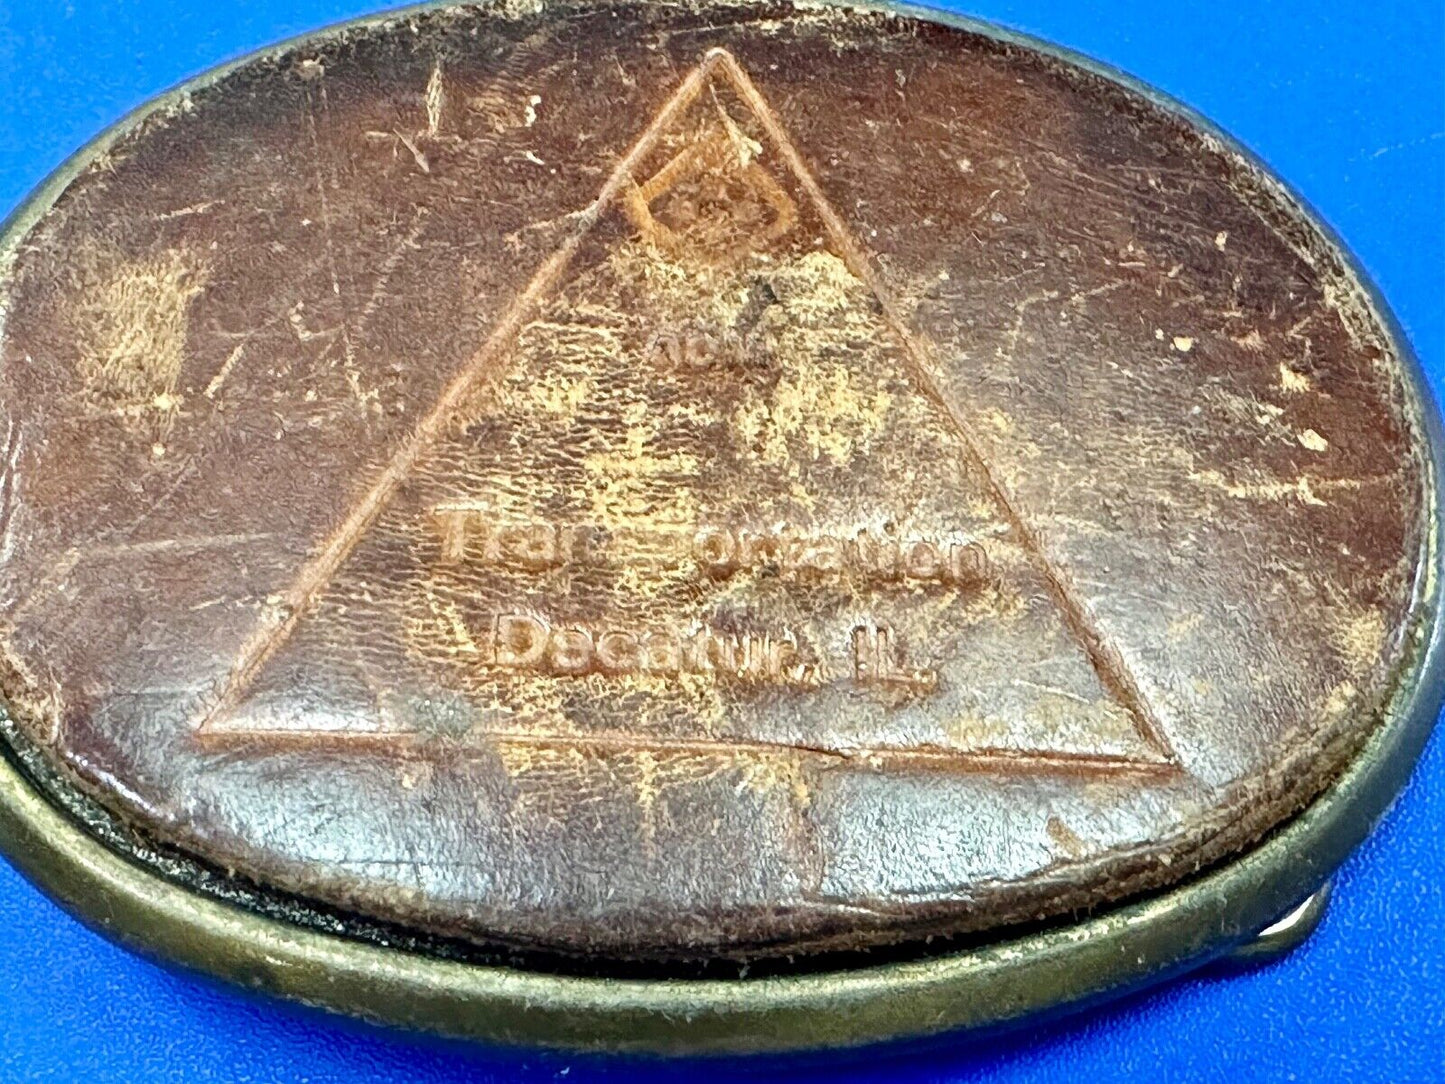 Transportation
Decatur, IL.